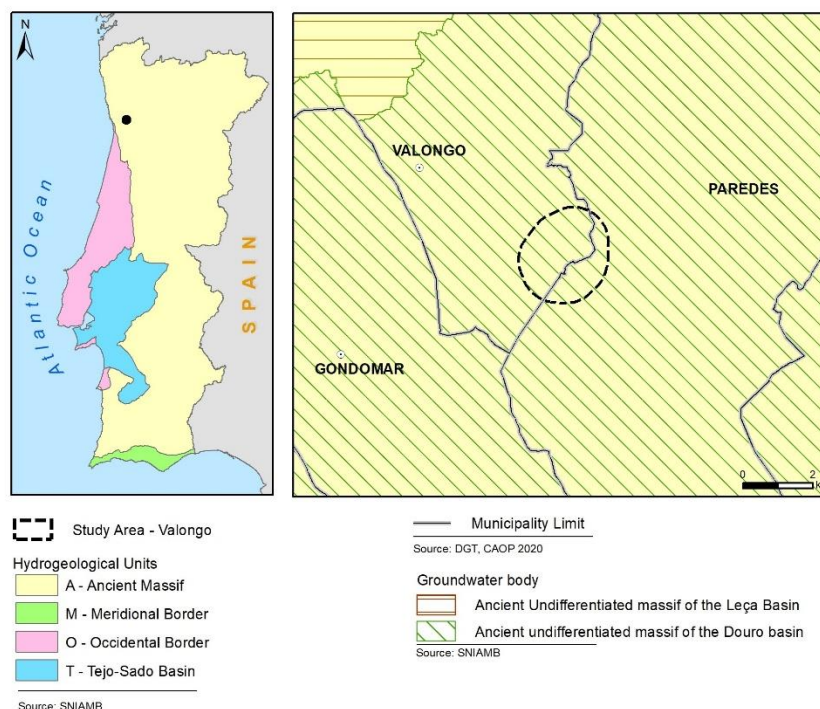 N
Atlantic Ocean
SPAIN
VALONGO
PAREDES
GONDOMAR
0 2
K
Study Area - Valongo
Hydrogeological Units
A - Ancient Massif
M - Meridional Border
O - Occidental Border
T - Tejo-Sado Basin
Source: SNIAMB
Municipality Limit
Source: DGT, CAOP 2020
Groundwater body
Ancient Undifferentiated massif of the Leça Basin
Ancient undifferentiated massif of the Douro basin
Source: SNIAMB